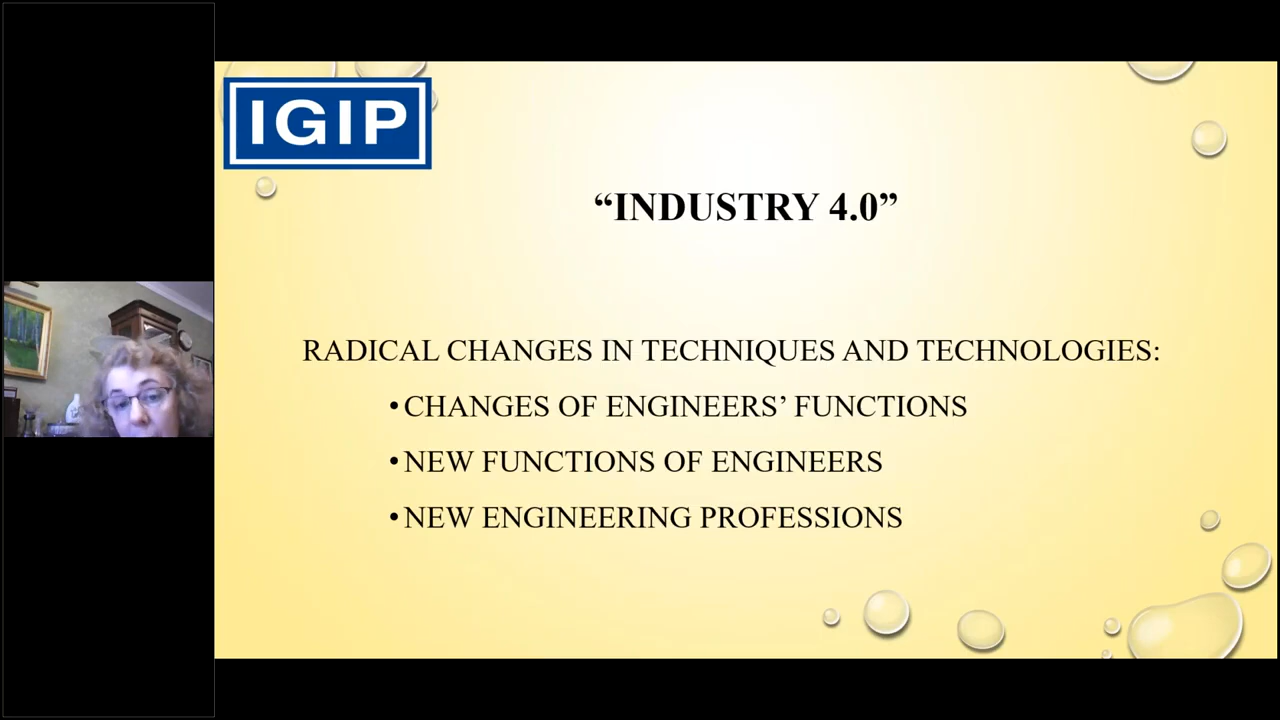 IGIP
“INDUSTRY 4.0”
RADICAL CHANGES IN TECHNIQUES AND TECHNOLOGIES:
•CHANGES OF ENGINEERS’ FUNCTIONS
•NEW FUNCTIONS OF ENGINEERS
•NEW ENGINEERING PROFESSIONS